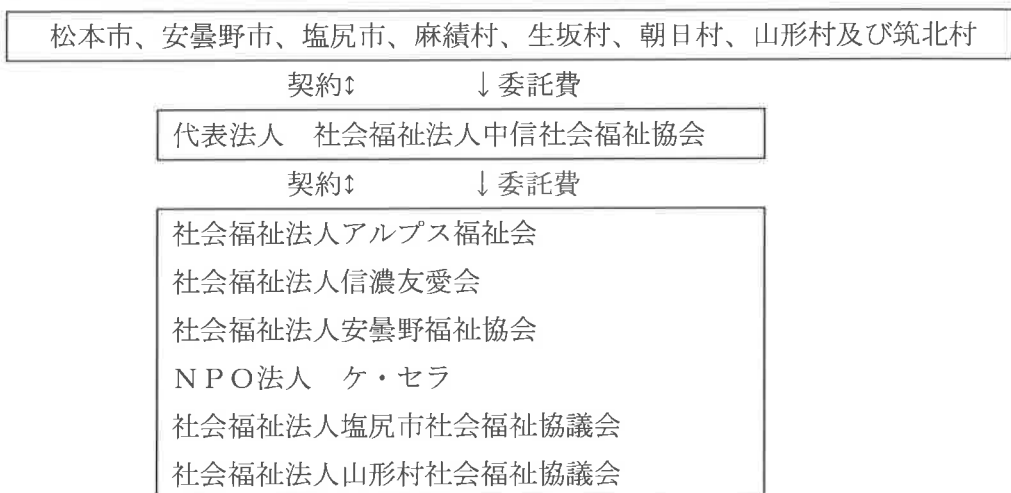 松本市、安曇野市、塩尻市、麻績村、生坂村、朝日村、山形村及び筑北村
契約↕　　　↓委託費
代表法人　社会福祉法人中信社会福祉協会
契約↕　　　↓委託費
社会福祉法人アルプス福祉会
社会福祉法人信濃友愛会
社会福祉法人安曇野福祉協会
ＮＰＯ法人　ケ・セラ
社会福祉法人塩尻市社会福祉協議会
社会福祉法人山形村社会福祉協議会